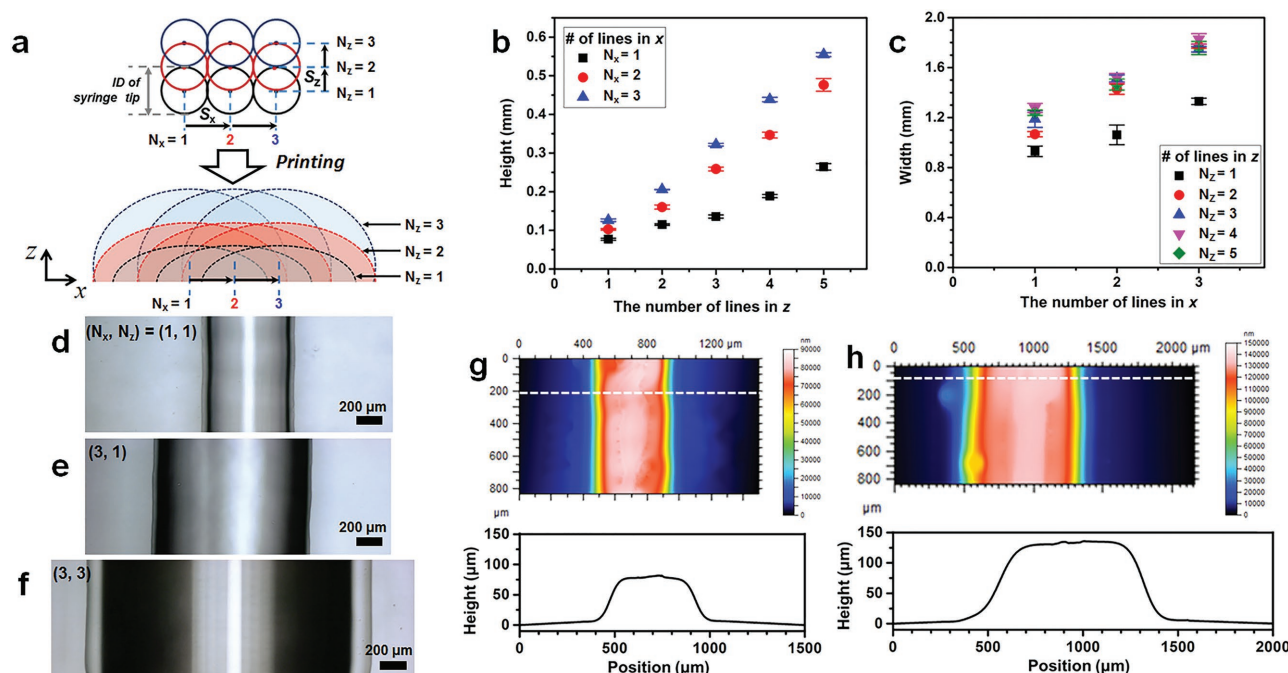 a
N_z = 3
N_z = 2
N_z = 1
ID of
syringe tip
S_z
S_x
N_x = 1
2
3
Printing
N_z = 3
N_z = 2
N_z = 1
z
x
N_x = 1
2
3
b
# of lines in x
N_x = 1
N_x = 2
N_x = 3
Height (mm)
0.6
0.5
0.4
0.3
0.2
0.1
0.0
0 1 2 3 4 5
The number of lines in z
c
Width (mm)
2.0
1.6
1.2
0.8
0.4
0.0
# of lines in z
N_z = 1
N_z = 2
N_z = 3
N_z = 4
N_z = 5
0 1 2 3
The number of lines in x
d
(N_x, N_z) = (1, 1)
200 µm
e
(3, 1)
200 µm
f
(3, 3)
200 µm
g
0 400 800 1200 µm
0
200
400
600
800
µm
nm
90000
80000
70000
60000
50000
40000
30000
20000
10000
0
Height (µm)
150
100
50
0
0 500 1000 1500
Position (µm)
h
0 500 1000 1500 2000 µm
0
200
400
600
800
µm
nm
150000
140000
130000
120000
110000
100000
90000
80000
70000
60000
50000
40000
30000
20000
10000
0
Height (µm)
150
100
50
0
0 500 1000 1500 2000
Position (µm)